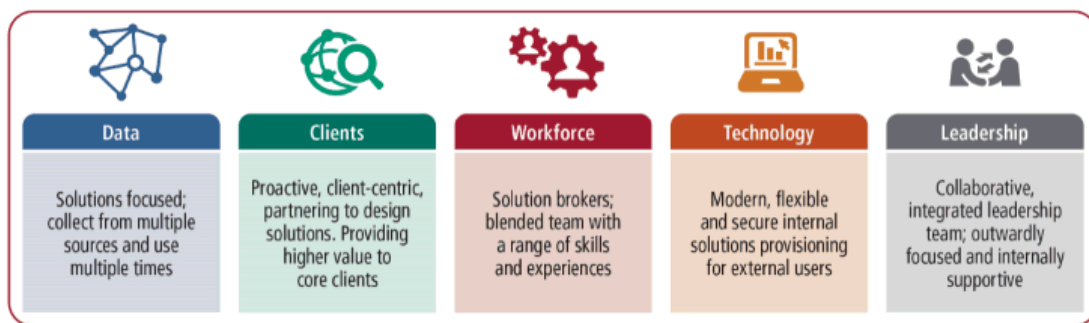 Data
Solutions focused;
collect from multiple
sources and use
multiple times
Clients
Proactive, client-centric,
partnering to design
solutions. Providing
higher value to
core clients
Workforce
Solution brokers;
blended team with
a range of skills
and experiences
Technology
Modern, flexible
and secure internal
solutions provisioning
for external users
Leadership
Collaborative,
integrated leadership
team; outwardly
focused and internally
supportive